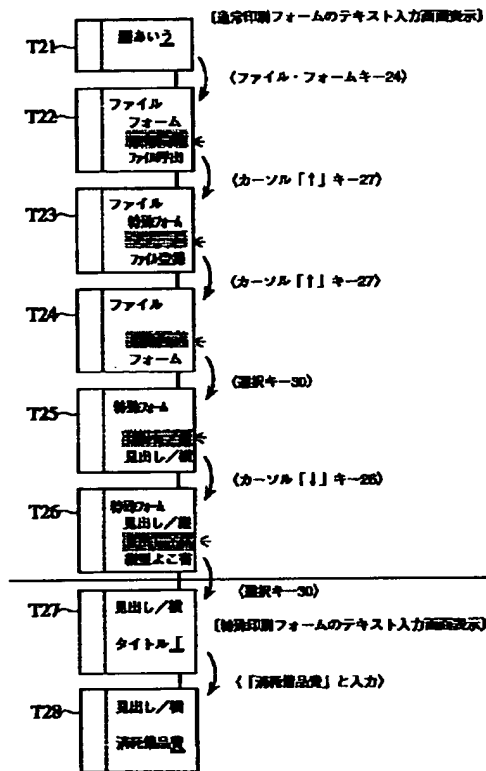 [通常印刷フォームのテキスト入力画面表示]
T21
あいう
〈ファイル・フォームキー24〉
T22
ファイル
フォーム
ファイル呼出
〈カーソル「↑」キー27〉
T23
ファイル
特殊フォーム
ファイル登録
〈カーソル「↑」キー27〉
T24
ファイル
フォーム
〈選択キー30〉
T25
特殊フォーム
見出し/横
〈カーソル「↓」キー26〉
T26
特殊フォーム
見出し/縦
縦型よこ書
〈選択キー30〉
T27
見出し/横
タイトル1
[特殊印刷フォームのテキスト入力画面表示]
〈「消耗備品費」と入力〉
T28
見出し/横
消耗備品費